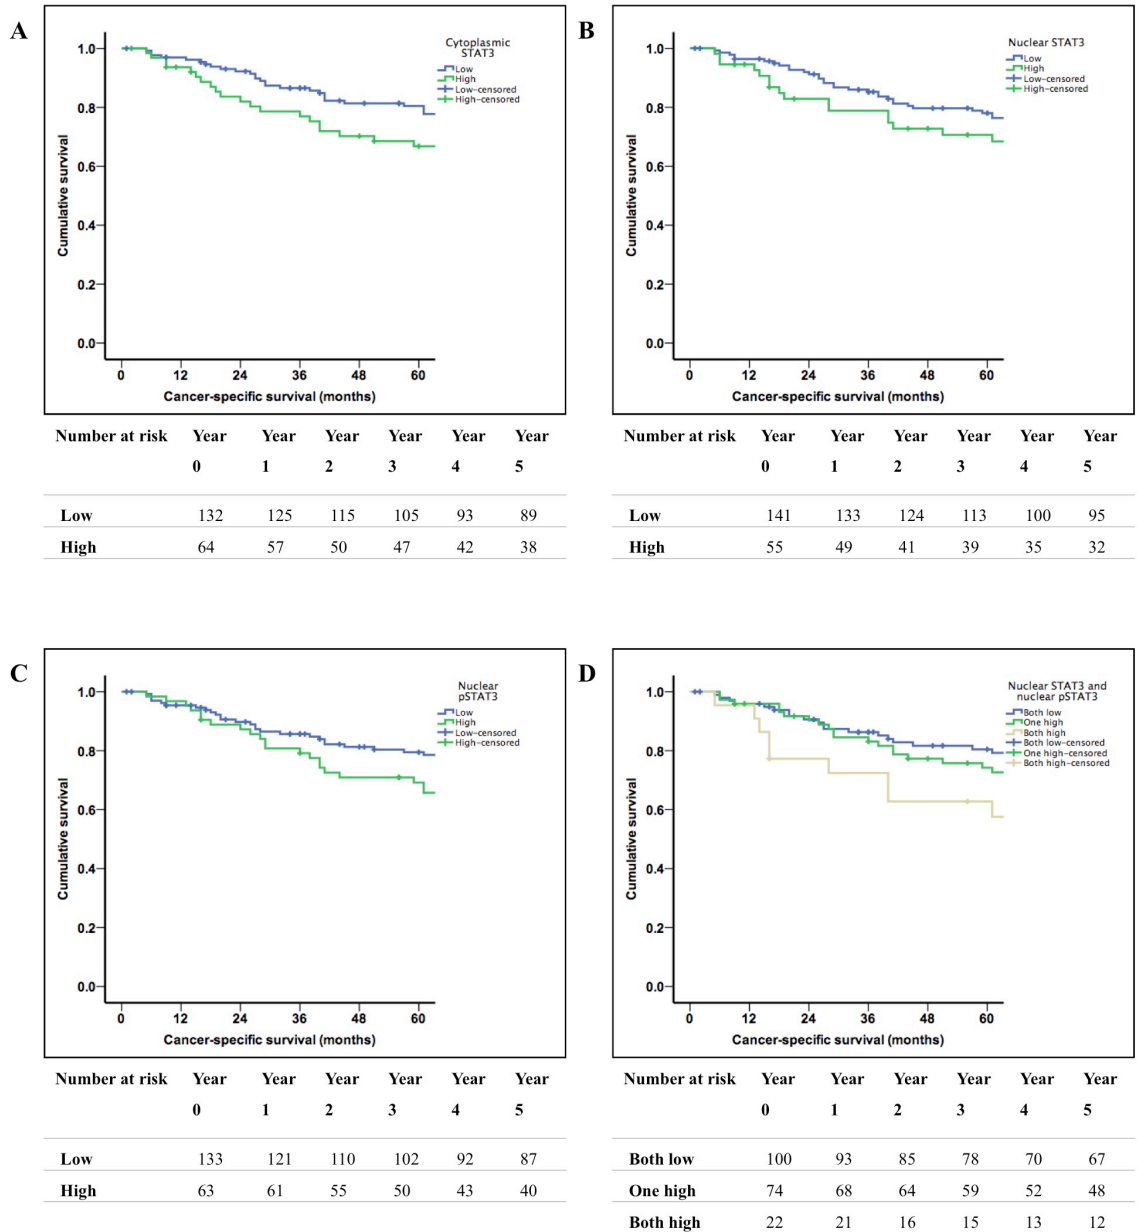 A
Cytoplasmic
STAT3
Low
High
Low-censored
High-censored
Cumulative survival
1.0
0.8
0.6
0.4
0.2
0.0
0 12 24 36 48 60
Cancer-specific survival (months)
Number at risk Year Year Year Year Year Year
0 1 2 3 4 5
Low 132 125 115 105 93 89
High 64 57 50 47 42 38
B
Nuclear STAT3
Low
High
Low-censored
High-censored
Cumulative survival
1.0
0.8
0.6
0.4
0.2
0.0
0 12 24 36 48 60
Cancer-specific survival (months)
Number at risk Year Year Year Year Year Year
0 1 2 3 4 5
Low 141 133 124 113 100 95
High 55 49 41 39 35 32
C
Nuclear
pSTAT3
Low
High
Low-censored
High-censored
Cumulative survival
1.0
0.8
0.6
0.4
0.2
0.0
0 12 24 36 48 60
Cancer-specific survival (months)
Number at risk Year Year Year Year Year Year
0 1 2 3 4 5
Low 133 121 110 102 92 87
High 63 61 55 50 43 40
D
Nuclear STAT3 and
nuclear pSTAT3
Both low
One high
Both high
Both low-censored
One high-censored
Both high-censored
Cumulative survival
1.0
0.8
0.6
0.4
0.2
0.0
0 12 24 36 48 60
Cancer-specific survival (months)
Number at risk Year Year Year Year Year Year
0 1 2 3 4 5
Both low 100 93 85 78 70 67
One high 74 68 64 59 52 48
Both high 22 21 16 15 13 12